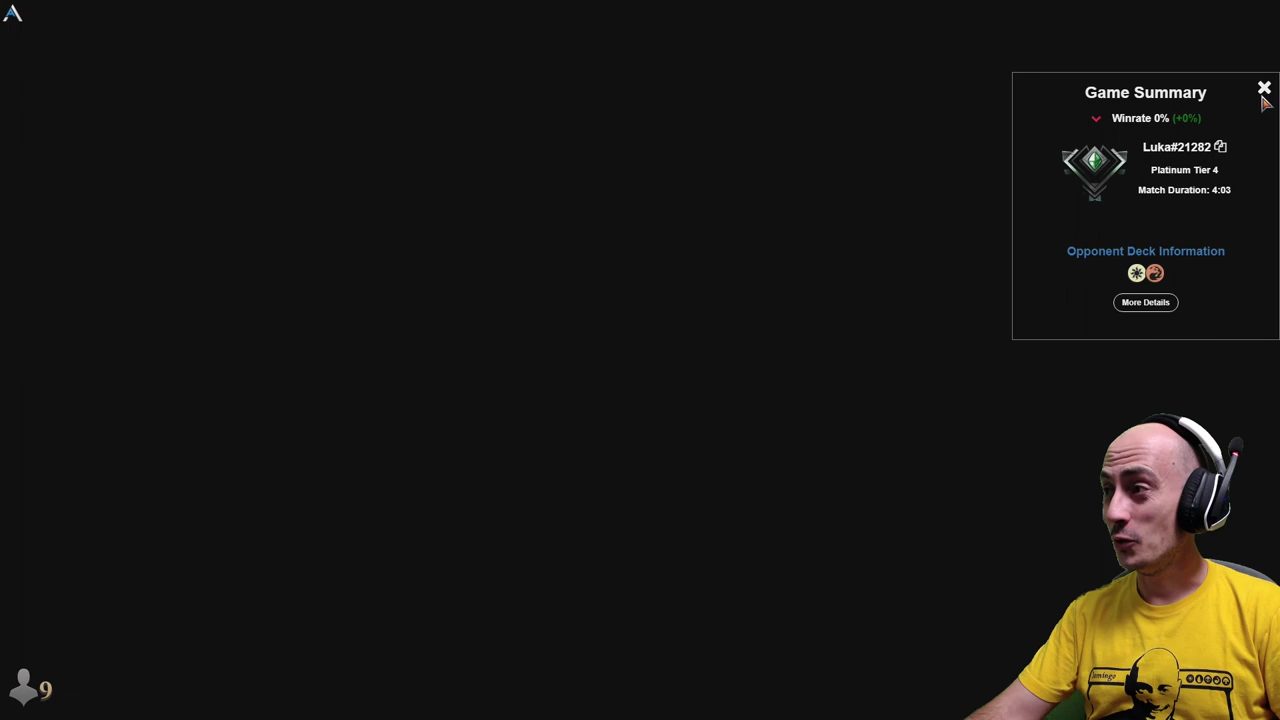 Game Summary
Winrate 0% (+0%)
Luka#21282
Platinum Tier 4
Match Duration: 4:03
Opponent Deck Information
More Details
9